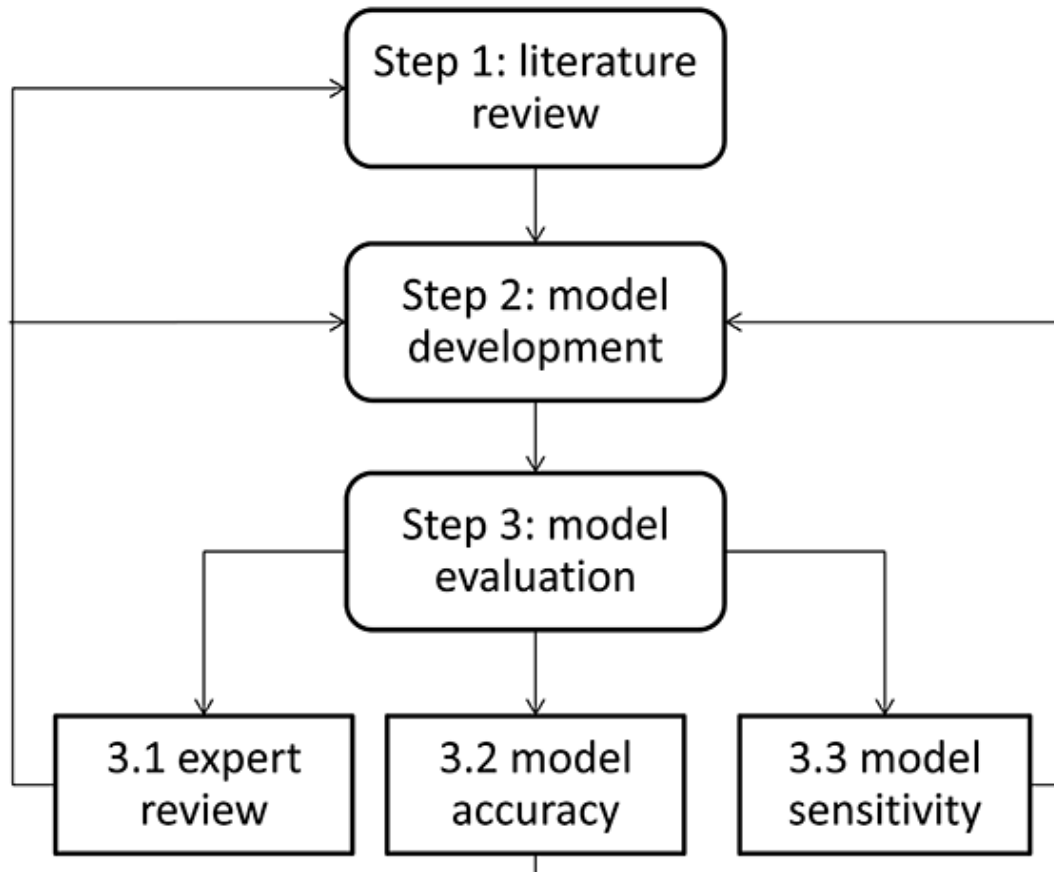 Step 1: literature
review
Step 2: model
development
Step 3: model
evaluation
3.1 expert
review
3.2 model
accuracy
3.3 model
sensitivity